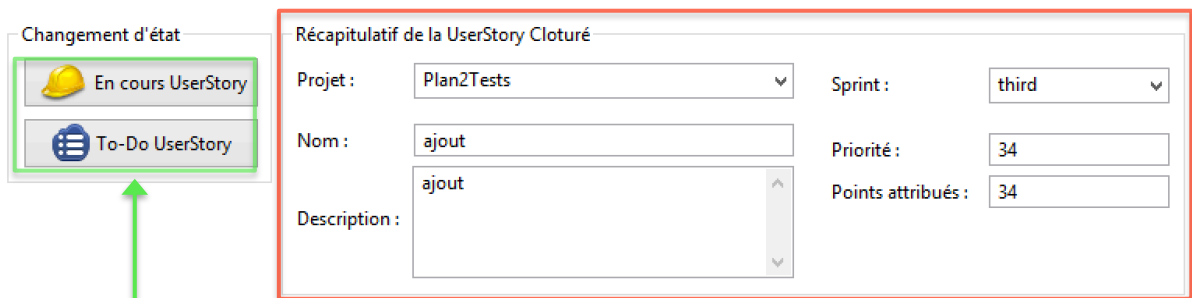 Changement d'état
En cours UserStory
To-Do UserStory
Récapitulatif de la UserStory Cloturé
Projet :
Plan2Tests
Sprint :
third
Nom :
ajout
Priorité :
34
Description :
ajout
Points attribués :
34